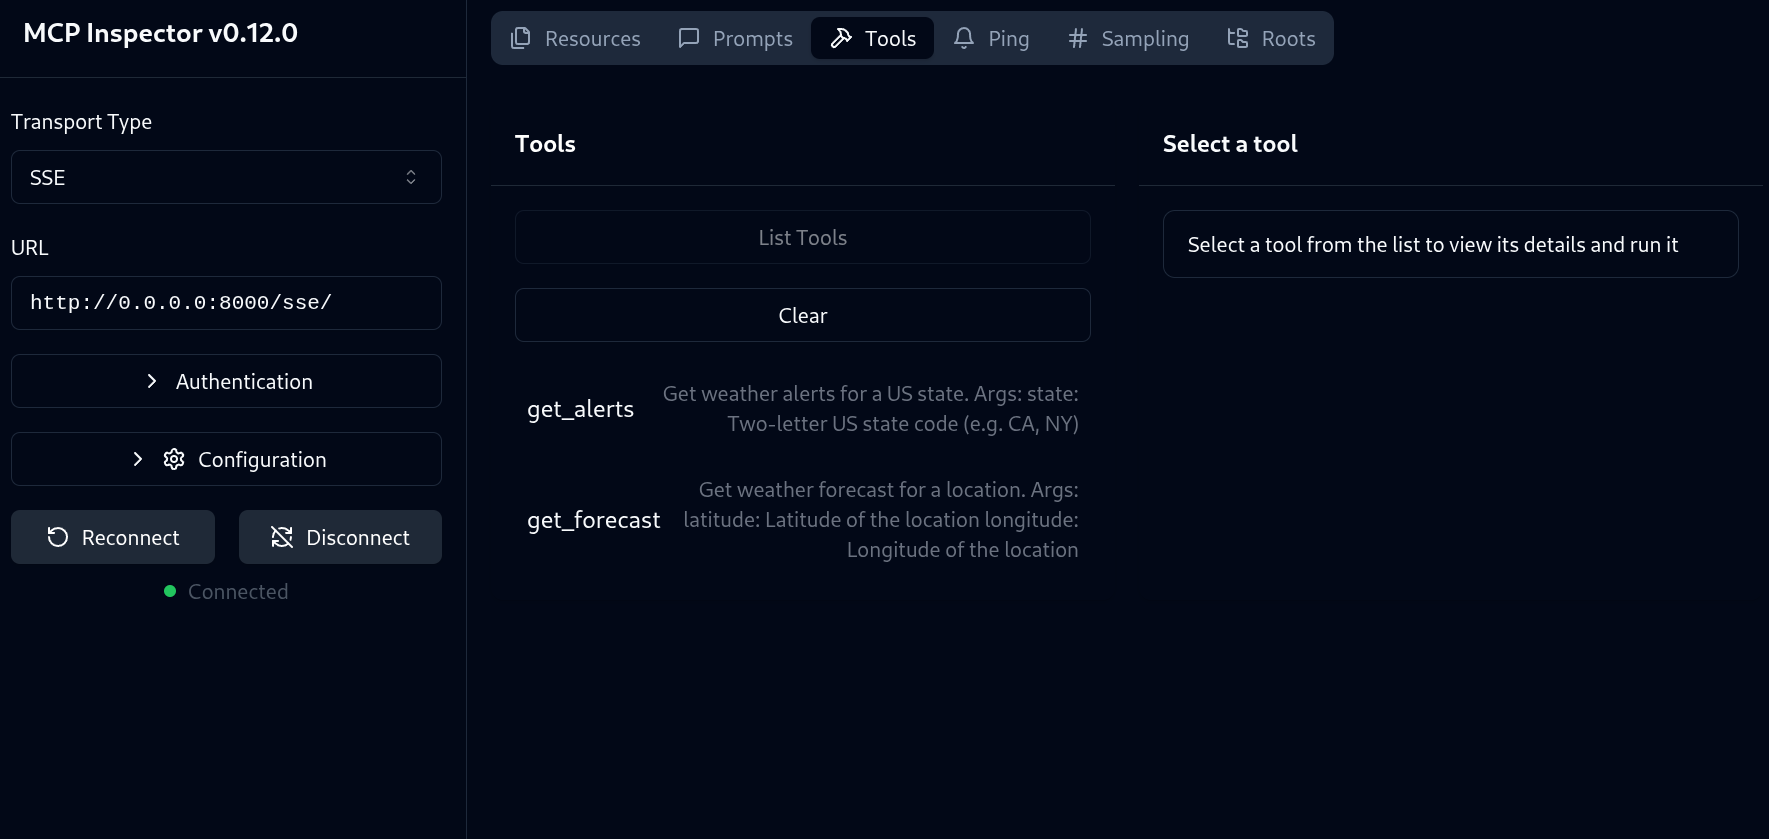 MCP Inspector v0.12.0
Transport Type
SSE
URL
http://0.0.0.0:8000/sse/
Authentication
Configuration
Reconnect
Disconnect
Connected
Resources
Prompts
Tools
Ping
Sampling
Roots
Tools
List Tools
Clear
get_alerts
Get weather alerts for a US state. Args: state:
Two-letter US state code (e.g. CA, NY)
get_forecast
Get weather forecast for a location. Args:
latitude: Latitude of the location longitude:
Longitude of the location
Select a tool
Select a tool from the list to view its details and run it